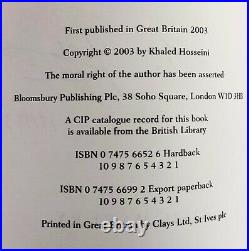 First published in Great Britain 2003
Copyright © 2003 by Khaled Hosseini
The moral right of the author has been asserted
Bloomsbury Publishing Plc, 38 Soho Square, London W1D 3HB
A CIP catalogue record for this book
is available from the British Library
ISBN 0 7475 6652 6 Hardback
10 9 8 7 6 5 4 3 2 1
ISBN 0 7475 6699 2 Export paperback
10 9 8 7 6 5 4 3 2 1
Printed in Great by Clays Ltd, St Ives plc